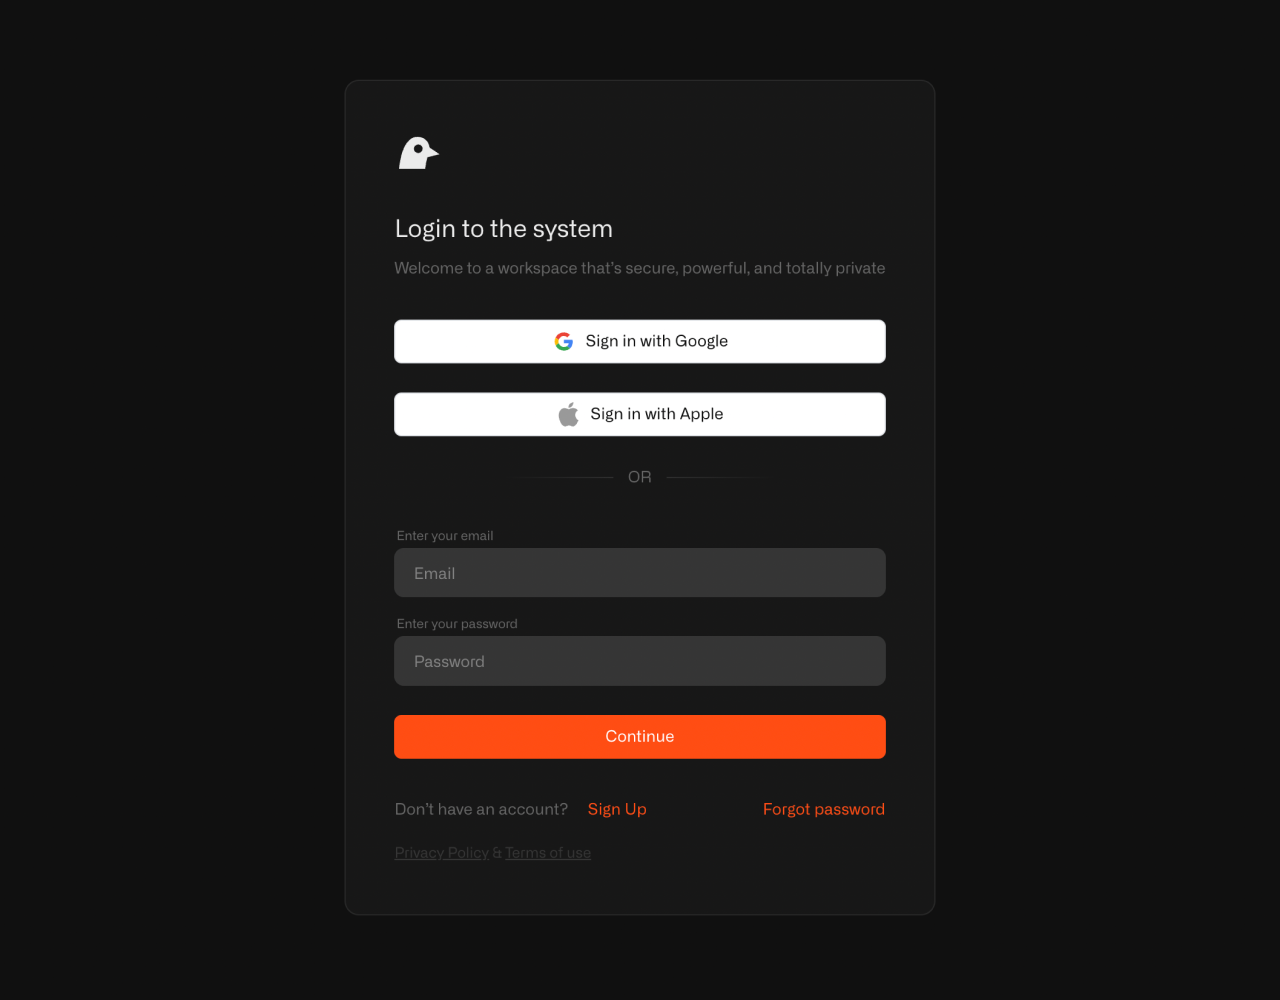 Login to the system
Welcome to a workspace that's secure, powerful, and totally private
Sign in with Google
Sign in with Apple
OR
Enter your email
Email
Enter your password
Password
Continue
Don't have an account? Sign Up Forgot password
Privacy Policy & Terms of use